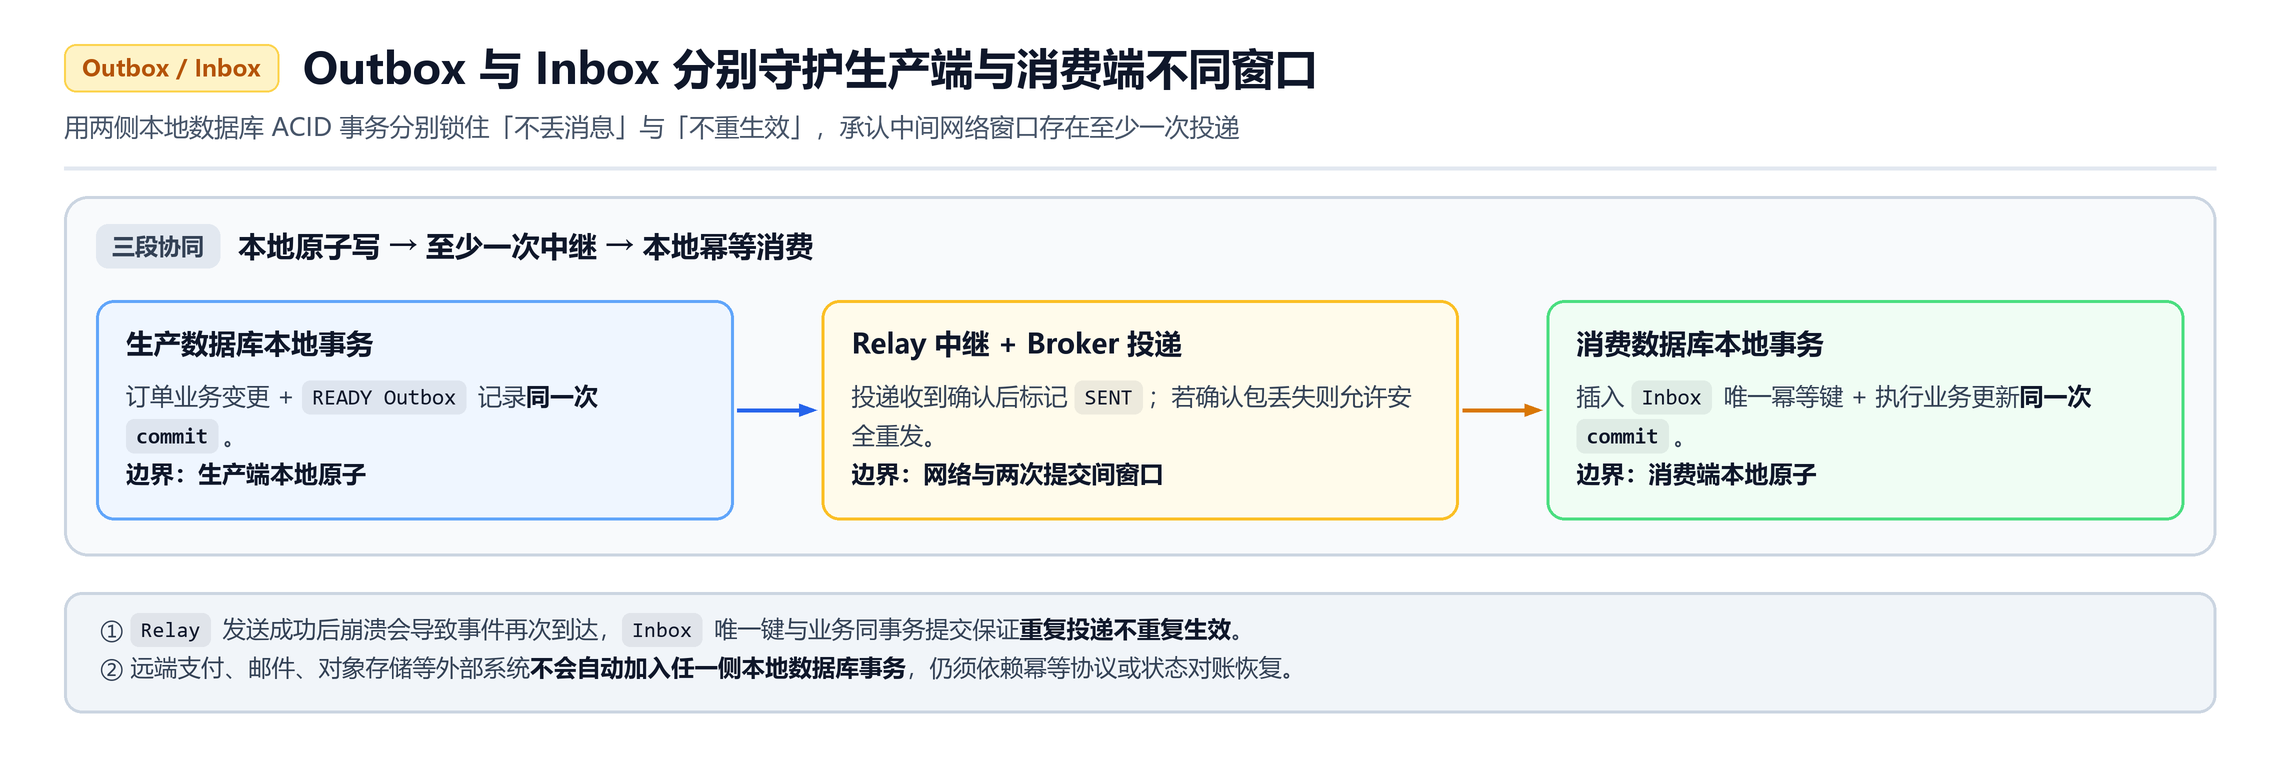 Outbox / Inbox
Outbox 与 Inbox 分别守护生产端与消费端不同窗口
用两侧本地数据库 ACID 事务分别锁住「不丢消息」与「不重生效」，承认中间网络窗口存在至少一次投递
三段协同
本地原子写 → 至少一次中继 → 本地幂等消费
生产数据库本地事务
订单业务变更 + READY Outbox 记录同一次
commit 。
边界：生产端本地原子
Relay 中继 + Broker 投递
投递收到确认后标记 SENT ；若确认包丢失则允许安
全重发。
边界：网络与两次提交间窗口
消费数据库本地事务
插入 Inbox 唯一幂等键 + 执行业务更新同一次
commit 。
边界：消费端本地原子
① Relay 发送成功后崩溃会导致事件再次到达，Inbox 唯一键与业务同事务提交保证重复投递不重复生效。
② 远端支付、邮件、对象存储等外部系统不会自动加入任一侧本地数据库事务，仍须依赖幂等协议或状态对账恢复。